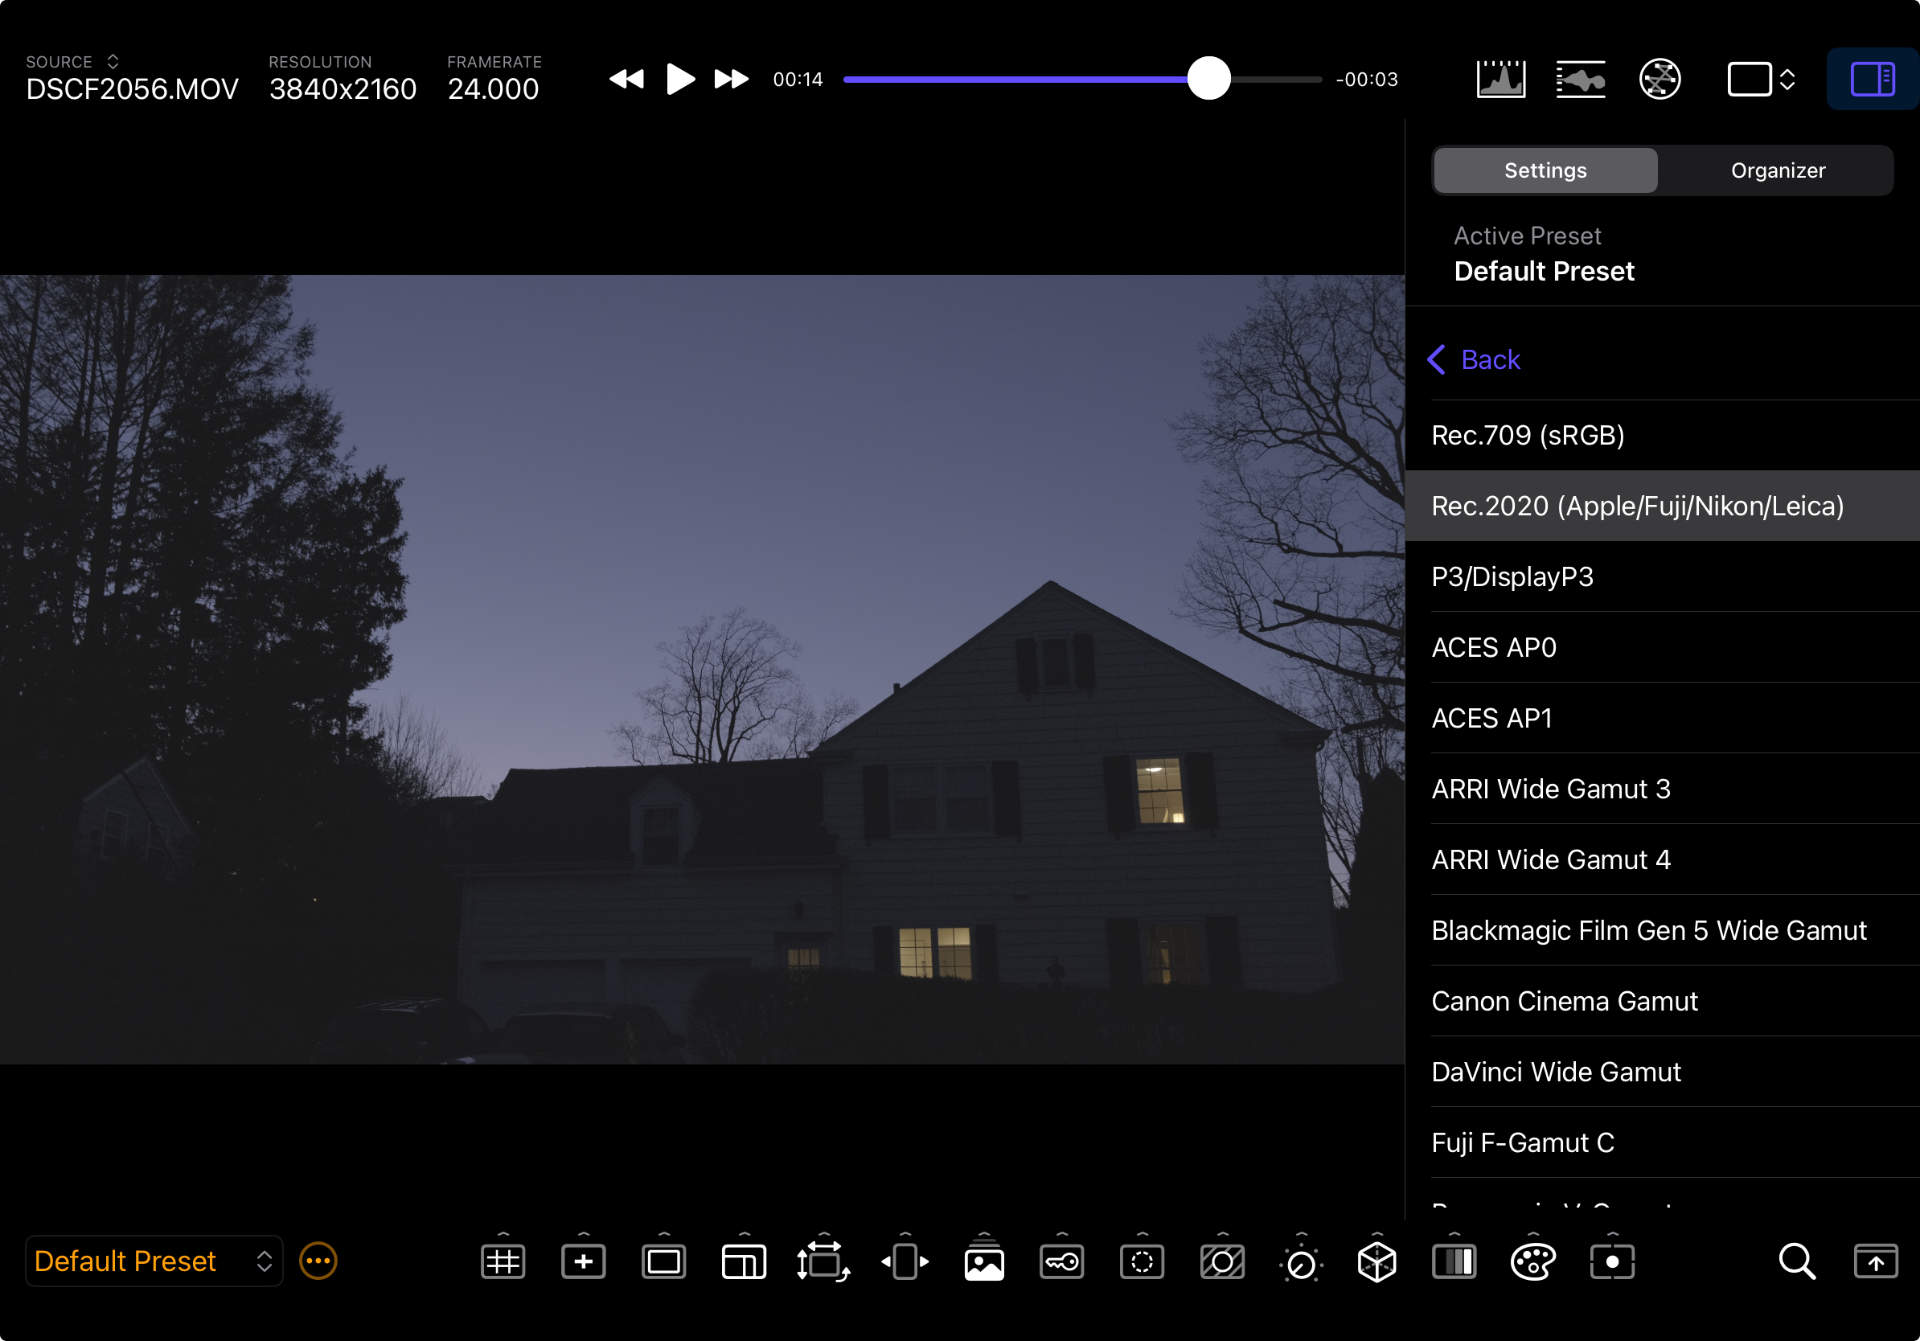 SOURCE
DSCF2056.MOV
RESOLUTION
3840x2160
FRAMERATE
24.000
00:14
-00:03
Settings
Organizer
Active Preset
Default Preset
Back
Rec.709 (sRGB)
Rec.2020 (Apple/Fuji/Nikon/Leica)
P3/DisplayP3
ACES AP0
ACES AP1
ARRI Wide Gamut 3
ARRI Wide Gamut 4
Blackmagic Film Gen 5 Wide Gamut
Canon Cinema Gamut
DaVinci Wide Gamut
Fuji F-Gamut C
Default Preset